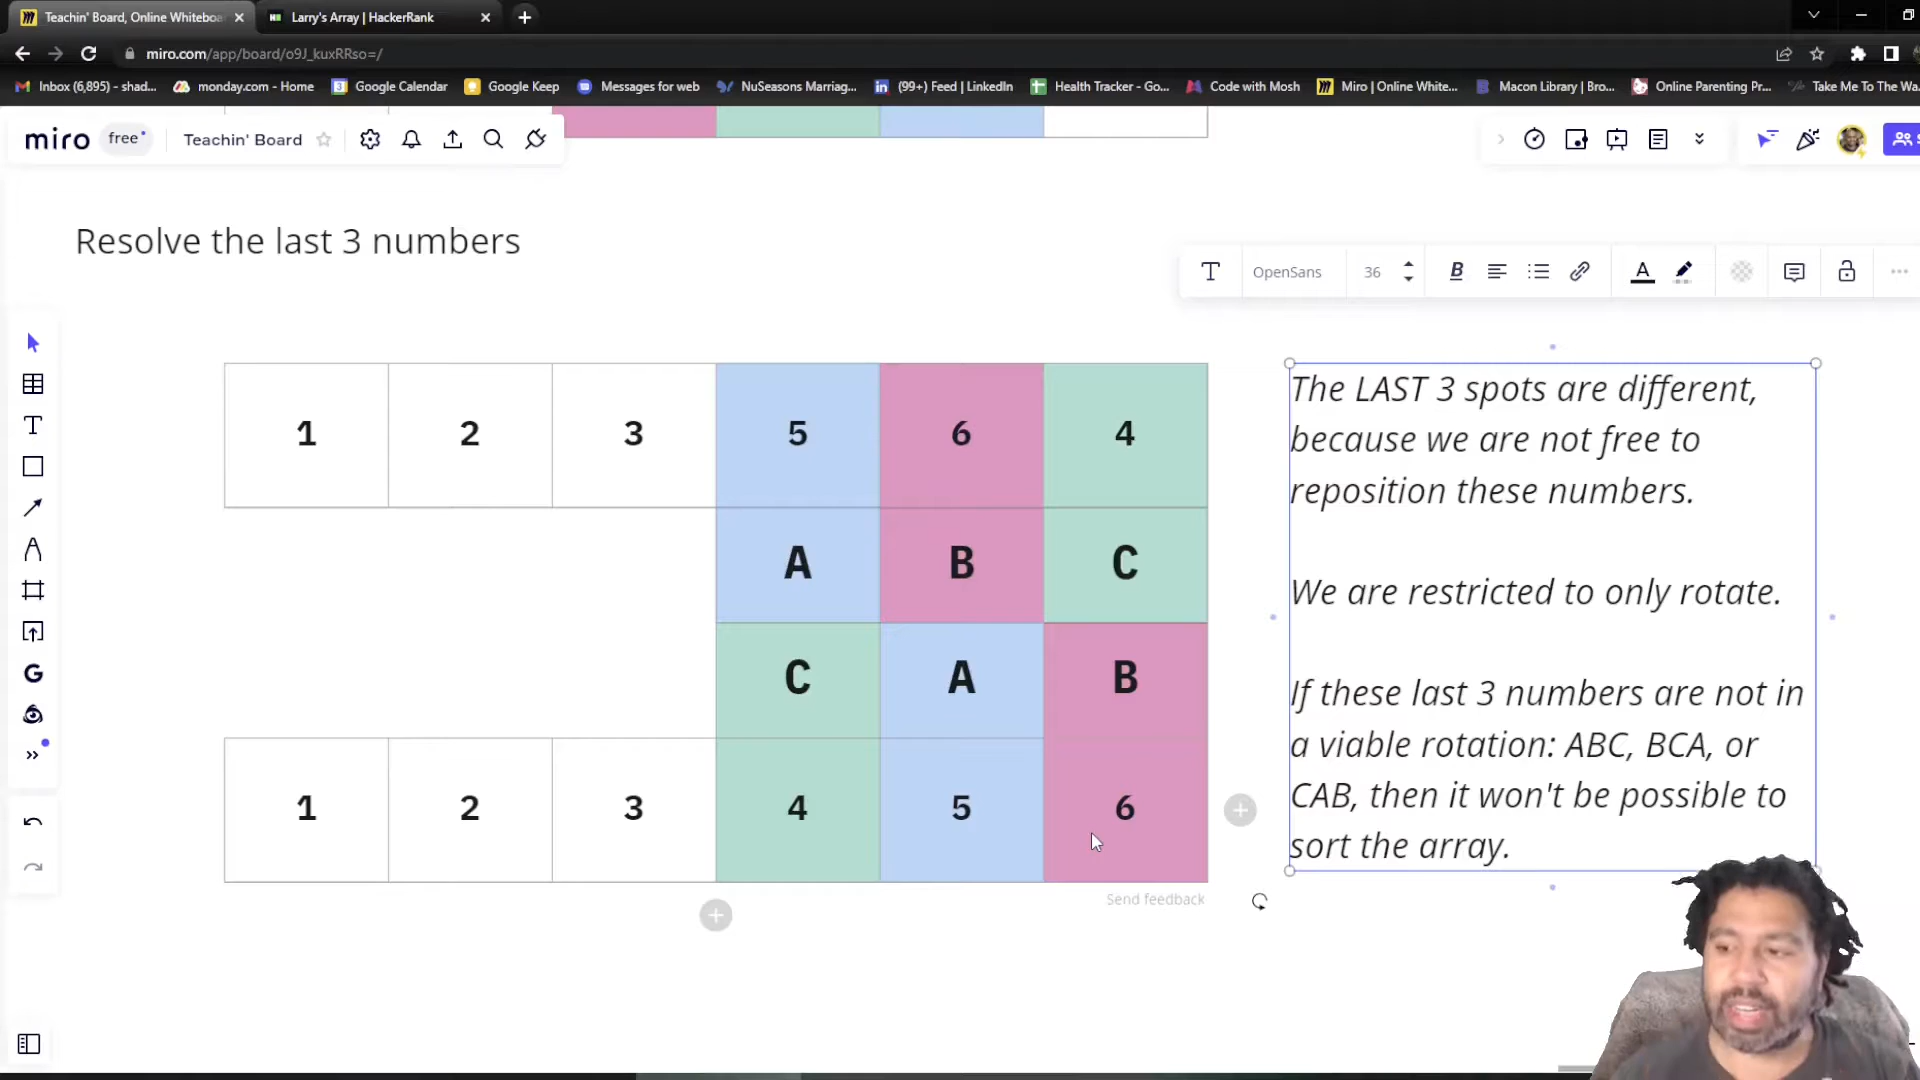 Teachin' Board, Online Whiteboa
Larry's Array | HackerRank
miro.com/app/board/o9J_kuxRRso=/
Inbox (6,895) - shad...
monday.com - Home
Google Calendar
Google Keep
Messages for web
NuSeasons Marriag...
(99+) Feed | LinkedIn
Health Tracker - Go...
Code with Mosh
Miro | Online White...
Macon Library | Bro...
Online Parenting Pr...
Take Me To The Wa
miro
free
Teachin' Board
Resolve the last 3 numbers
OpenSans
36
B
A
1 2 3 5 6 4
A B C
C A B
1 2 3 4 5 6
Send feedback
The LAST 3 spots are different,
because we are not free to
reposition these numbers.
We are restricted to only rotate.
If these last 3 numbers are not in
a viable rotation: ABC, BCA, or
CAB, then it won't be possible to
sort the array.